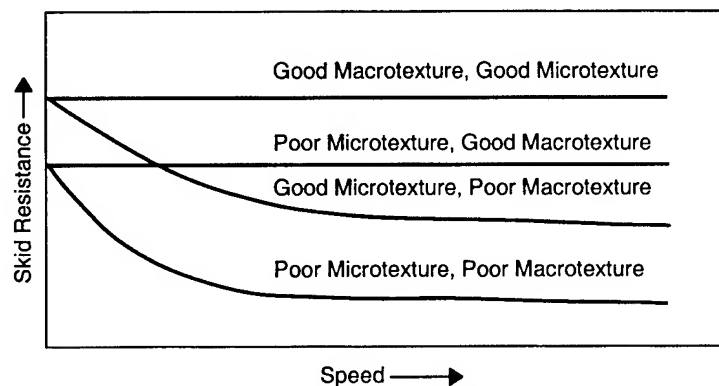 Good Macrotexture, Good Microtexture
Poor Microtexture, Good Macrotexture
Good Microtexture, Poor Macrotexture
Poor Microtexture, Poor Macrotexture
Skid Resistance
Speed